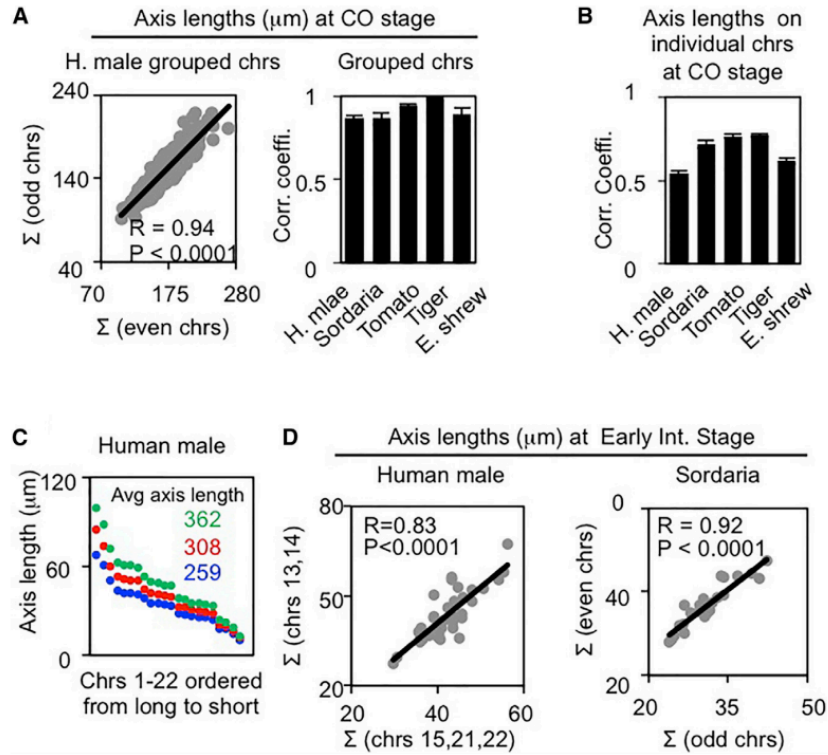 A
Axis lengths (μm) at CO stage
H. male grouped chrs
Σ (odd chrs)
240
140
40
R = 0.94
P < 0.0001
70 175 280
Σ (even chrs)
Grouped chrs
Corr. coeffi.
1
0.5
0
H. mlae
Sordaria
Tomato
Tiger
E. shrew
B
Axis lengths on
individual chrs
at CO stage
Corr. Coeffi.
1
0.5
0
H. male
Sordaria
Tomato
Tiger
E. shrew
C
Human male
Axis length (μm)
120
60
0
Avg axis length
362
308
259
Chrs 1-22 ordered
from long to short
D
Axis lengths (μm) at Early Int. Stage
Human male
Σ (chrs 13,14)
80
50
20
R=0.83
P<0.0001
20 40 60
Σ (chrs 15,21,22)
Sordaria
Σ (even chrs)
0
40
20
R = 0.92
P < 0.0001
20 35 50
Σ (odd chrs)